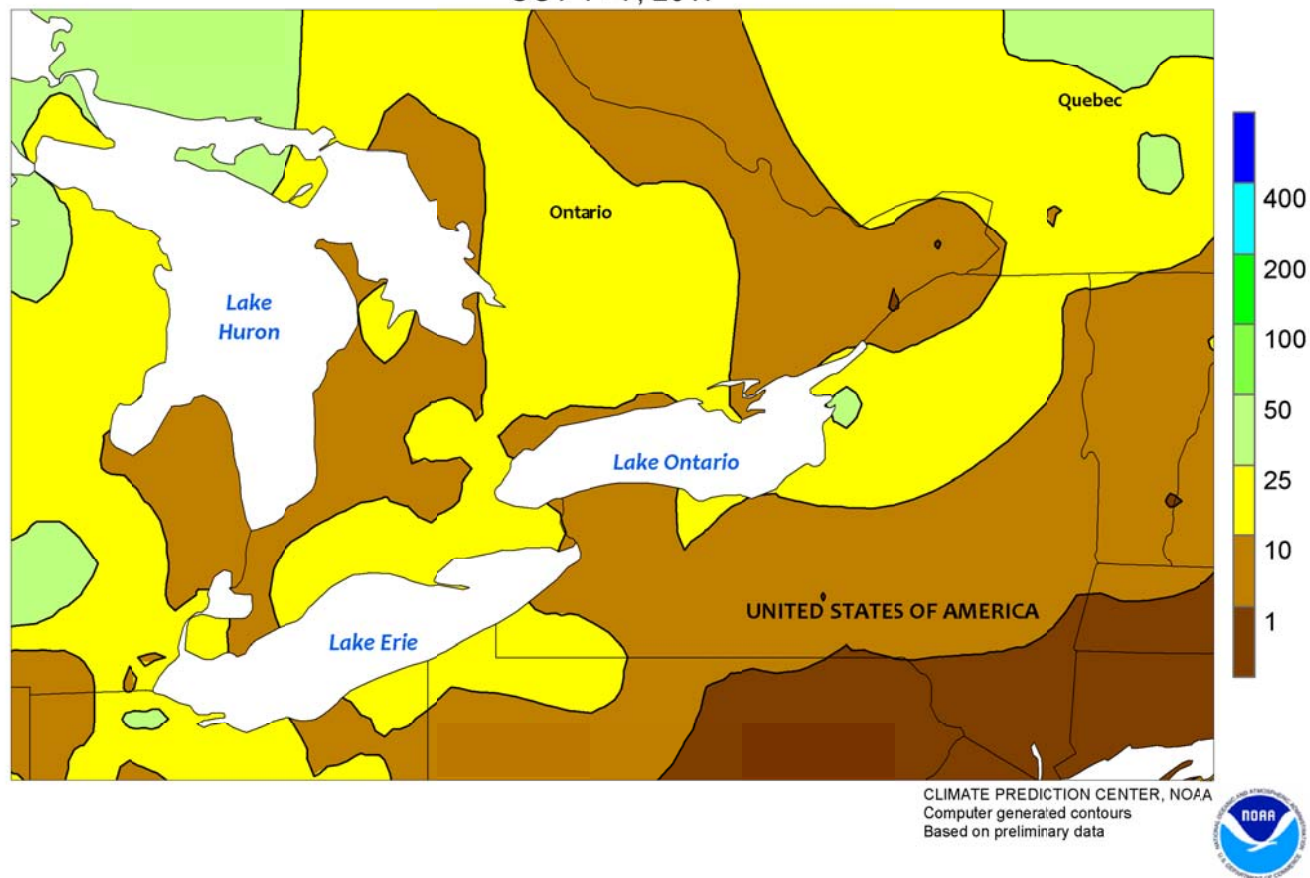 Quebec
Ontario
Lake
Huron
Lake Ontario
UNITED STATES OF AMERICA
Lake Erie
400
200
100
50
25
10
1
CLIMATE PREDICTION CENTER, NOAA
Computer generated contours
Based on preliminary data
NOAA